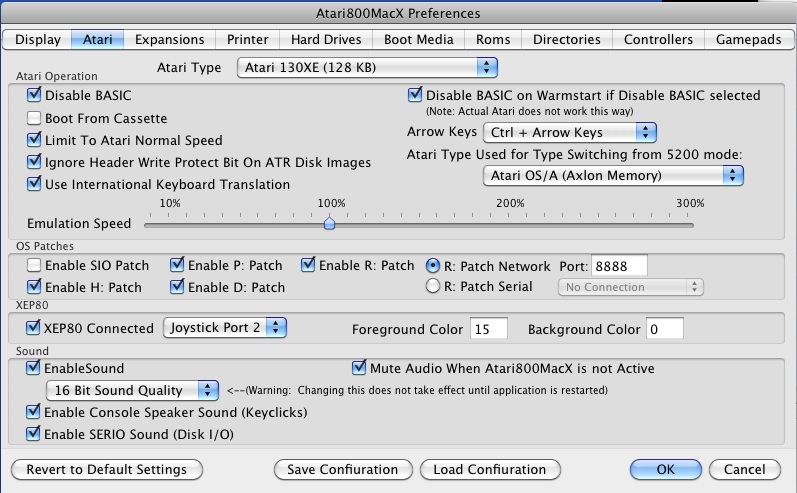 Atari800MacX Preferences
Display Atari Expansions Printer Hard Drives Boot Media Roms Directories Controllers Gamepads
Atari Type Atari 130XE (128 KB)
Atari Operation
Disable BASIC Disable BASIC on Warmstart if Disable BASIC selected
(Note: Actual Atari does not work this way)
Boot From Cassette
Arrow Keys Ctrl + Arrow Keys
Limit To Atari Normal Speed
Atari Type Used for Type Switching from 5200 mode:
Ignore Header Write Protect Bit On ATR Disk Images
Atari OS/A (Axlon Memory)
Use International Keyboard Translation
10% 100% 200% 300%
Emulation Speed
OS Patches
Enable SIO Patch Enable P: Patch Enable R: Patch R: Patch Network Port: 8888
Enable H: Patch Enable D: Patch R: Patch Serial No Connection
XEP80
XEP80 Connected Joystick Port 2 Foreground Color 15 Background Color 0
Sound
EnableSound Mute Audio When Atari800MacX is not Active
16 Bit Sound Quality <--(Warning: Changing this does not take effect until application is restarted)
Enable Console Speaker Sound (Keyclicks)
Enable SERIO Sound (Disk I/O)
Revert to Default Settings Save Confiuration Load Confiuration OK Cancel